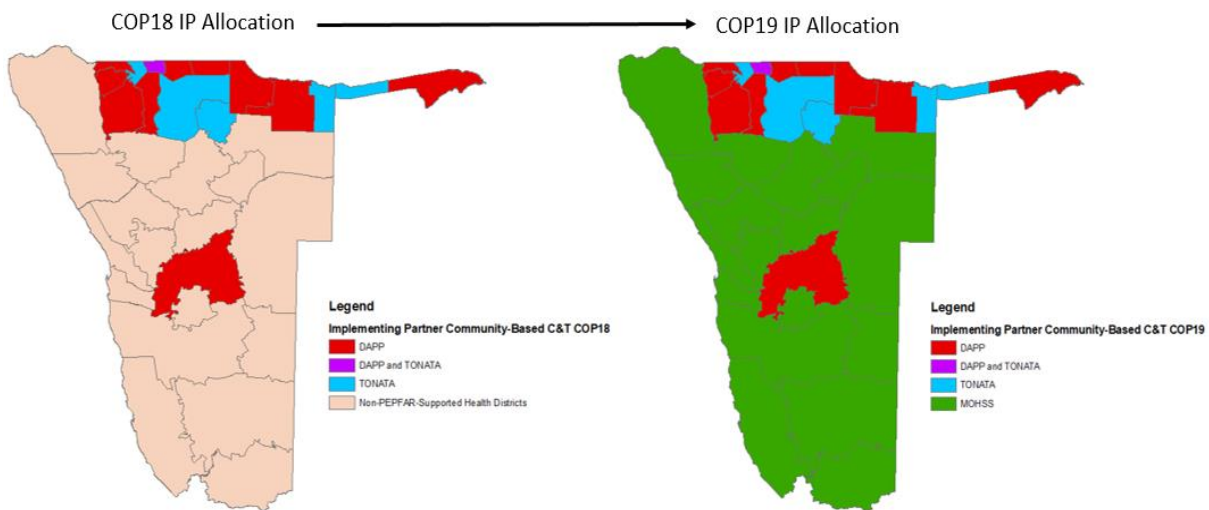 COP18 IP Allocation
COP19 IP Allocation
Legend
Implementing Partner Community-Based C&T COP18
DAPP
DAPP and TONATA
TONATA
Non-PEPFAR-Supported Health Districts
Legend
Implementing Partner Community-Based C&T COP19
DAPP
DAPP and TONATA
TONATA
MOHSS